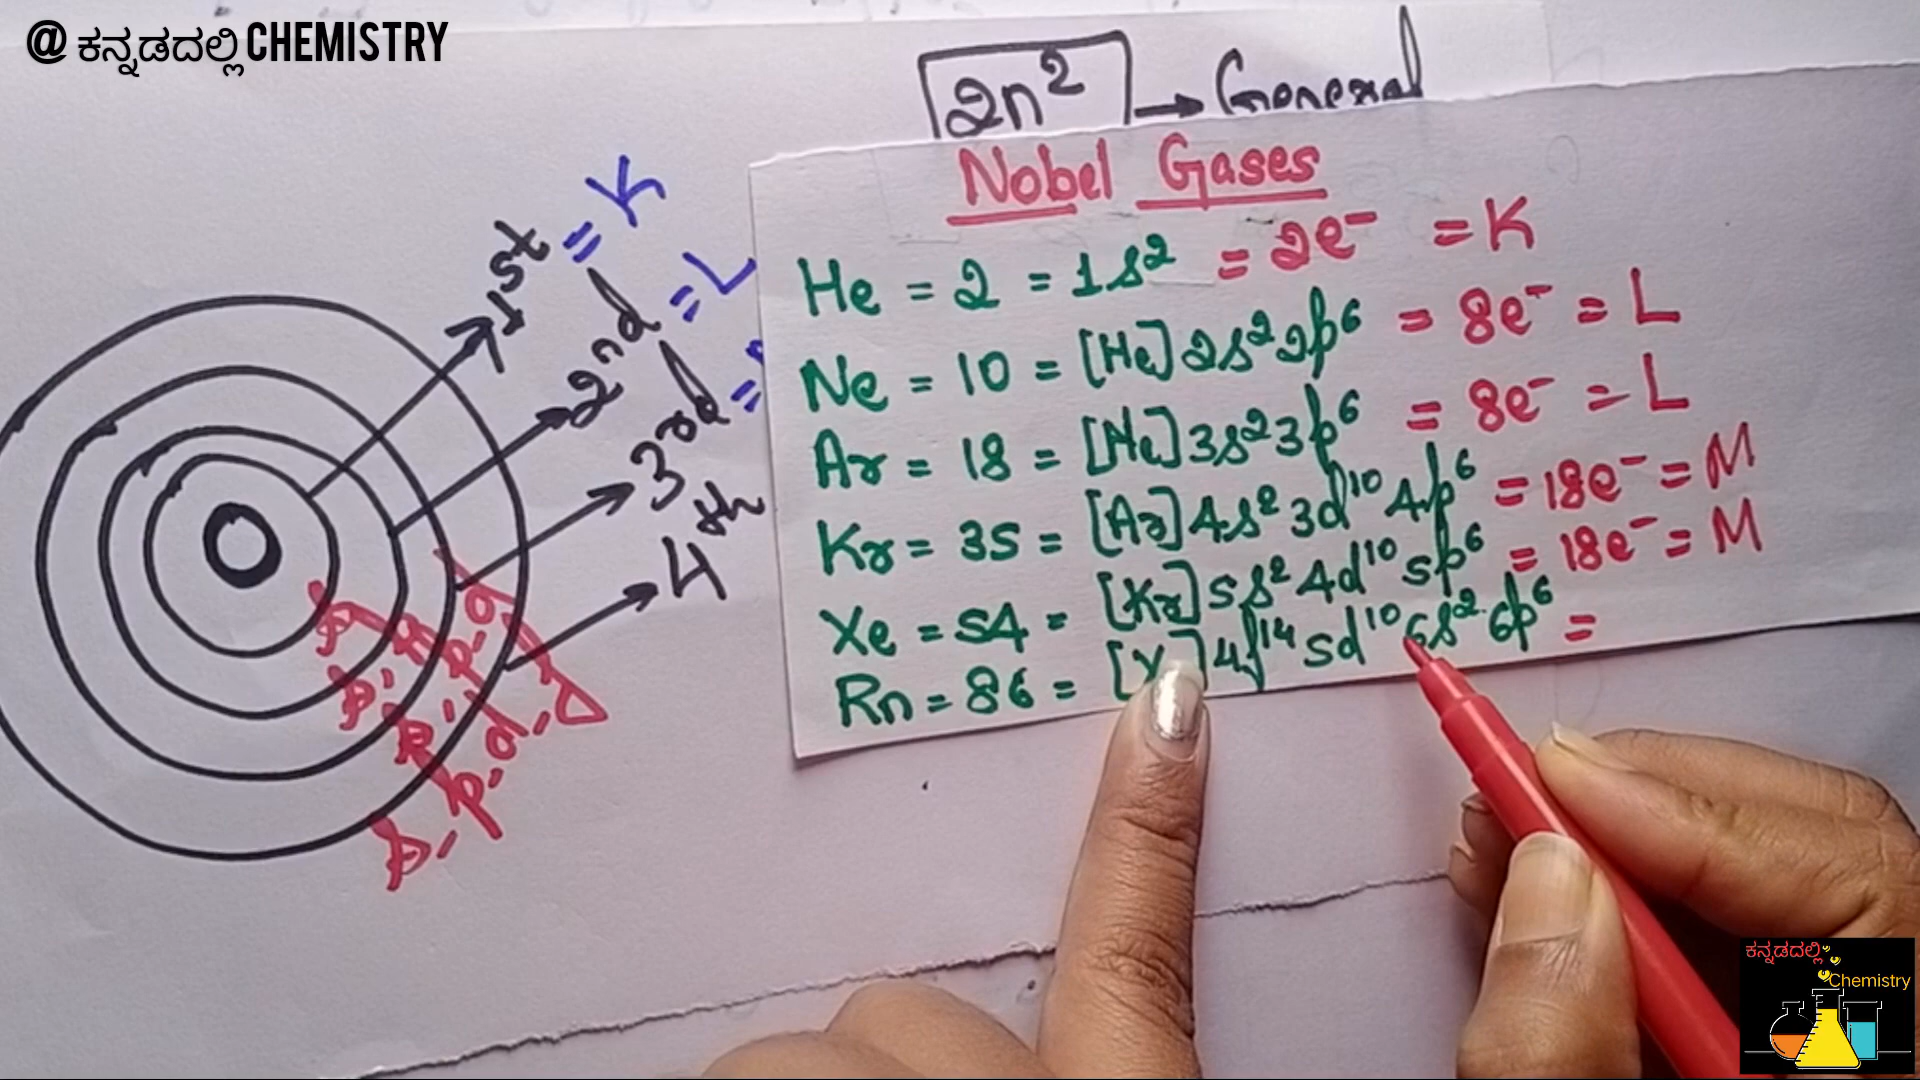 @ ಕನ್ನಡದಲ್ಲಿ CHEMISTRY
2n² → General
Nobel Gases
He = 2 = 1s² = 2e⁻ = K
Ne = 10 = [He] 2s² 2p⁶ = 8e⁻ = L
Ar = 18 = [Ne] 3s² 3p⁶ = 8e⁻ = L
Kr = 35 = [Ar] 4s² 3d¹⁰ 4p⁶ = 18e⁻ = M
Xe = 54 = [Kr] 5s² 4d¹⁰ 5p⁶ = 18e⁻ = M
Rn = 86 = [X ] 4f¹⁴ 5d¹⁰ 6s² 6p⁶ =
1st = K
2nd = L
3rd =
4th
s
s, p
s, p, d
s, p, d, f
ಕನ್ನಡದಲ್ಲಿ
Chemistry